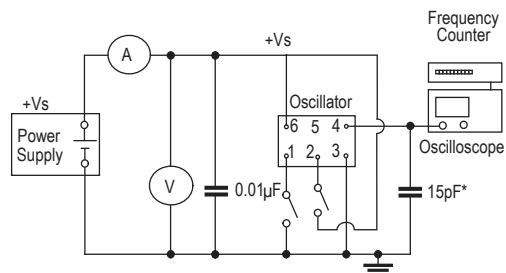 Frequency
Counter
+Vs
A
Oscillator
+Vs
6 5 4
Power
Supply
1 2 3
Oscilloscope
V
0.01µF
15pF*